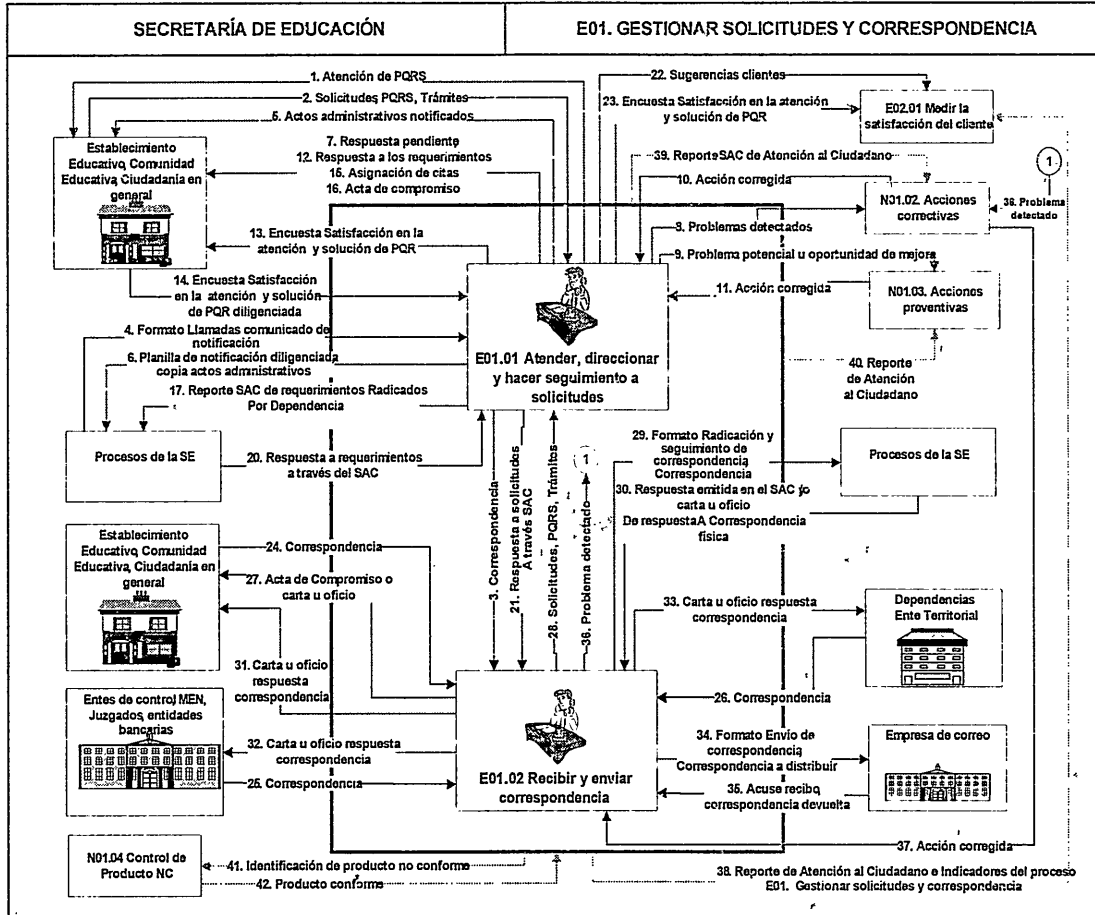 SECRETARÍA DE EDUCACIÓN
E01. GESTIONAR SOLICITUDES Y CORRESPONDENCIA
1. Atención de PQRS
2. Solicitudes PQRS, Trámites
5. Actos administrativos notificados
22. Sugerencias clientes
23. Encuesta Satisfacción en la atención
y solución de PQR
E02.01 Medir la
satisfacción del cliente
Establecimiento
Educativo, Comunidad
Educativa, Ciudadanía en
general
7. Respuesta pendiente
12. Respuesta a los requerimientos
15. Asignación de citas
16. Acta de compromiso
39. Reporte SAC de Atención al Ciudadano
10. Acción corregida
1
N01.02. Acciones
correctivas
36. Problema
detectado
13. Encuesta Satisfacción en la
atención y solución de PQR
8. Problemas detectados
9. Problema potencial u oportunidad de mejora
14. Encuesta Satisfacción
en la atención y solución
de PQR diligenciada
11. Acción corregida
N01.03. Acciones
preventivas
4. Formato Llamadas comunicado de
notificación
6. Planilla de notificación diligenciada
copia actos administrativos
E01.01 Atender, direccionar
y hacer seguimiento a
solicitudes
40. Reporte
de Atención
al Ciudadano
17. Reporte SAC de requerimientos Radicados
Por Dependencia
Procesos de la SE
20. Respuesta a requerimientos
a través del SAC
3. Correspondencia
21. Respuesta a solicitudes
A través SAC
28. Solicitudes, PQRS, Trámites
36. Problema detectado
1
29. Formato Radicación y
seguimiento de
correspondencia,
Correspondencia
Procesos de la SE
30. Respuesta emitida en el SAC y/o
carta u oficio
De respuesta A Correspondencia
física
Establecimiento
Educativo, Comunidad
Educativa, Ciudadanía en
general
24. Correspondencia
27. Acta de Compromiso o
carta u oficio
33. Carta u oficio respuesta
correspondencia
Dependencias
Ente Territorial
31. Carta u oficio
respuesta
correspondencia
26. Correspondencia
Entes de control, MEN,
Juzgados, entidades
bancarias
32. Carta u oficio respuesta
correspondencia
25. Correspondencia
E01.02 Recibir y enviar
correspondencia
34. Formato Envío de
correspondencia,
Correspondencia a distribuir
Empresa de correo
35. Acuse recibo,
correspondencia devuelta
37. Acción corregida
N01.04 Control de
Producto NC
41. Identificación de producto no conforme
42. Producto conforme
38. Reporte de Atención al Ciudadano e Indicadores del proceso
E01. Gestionar solicitudes y correspondencia